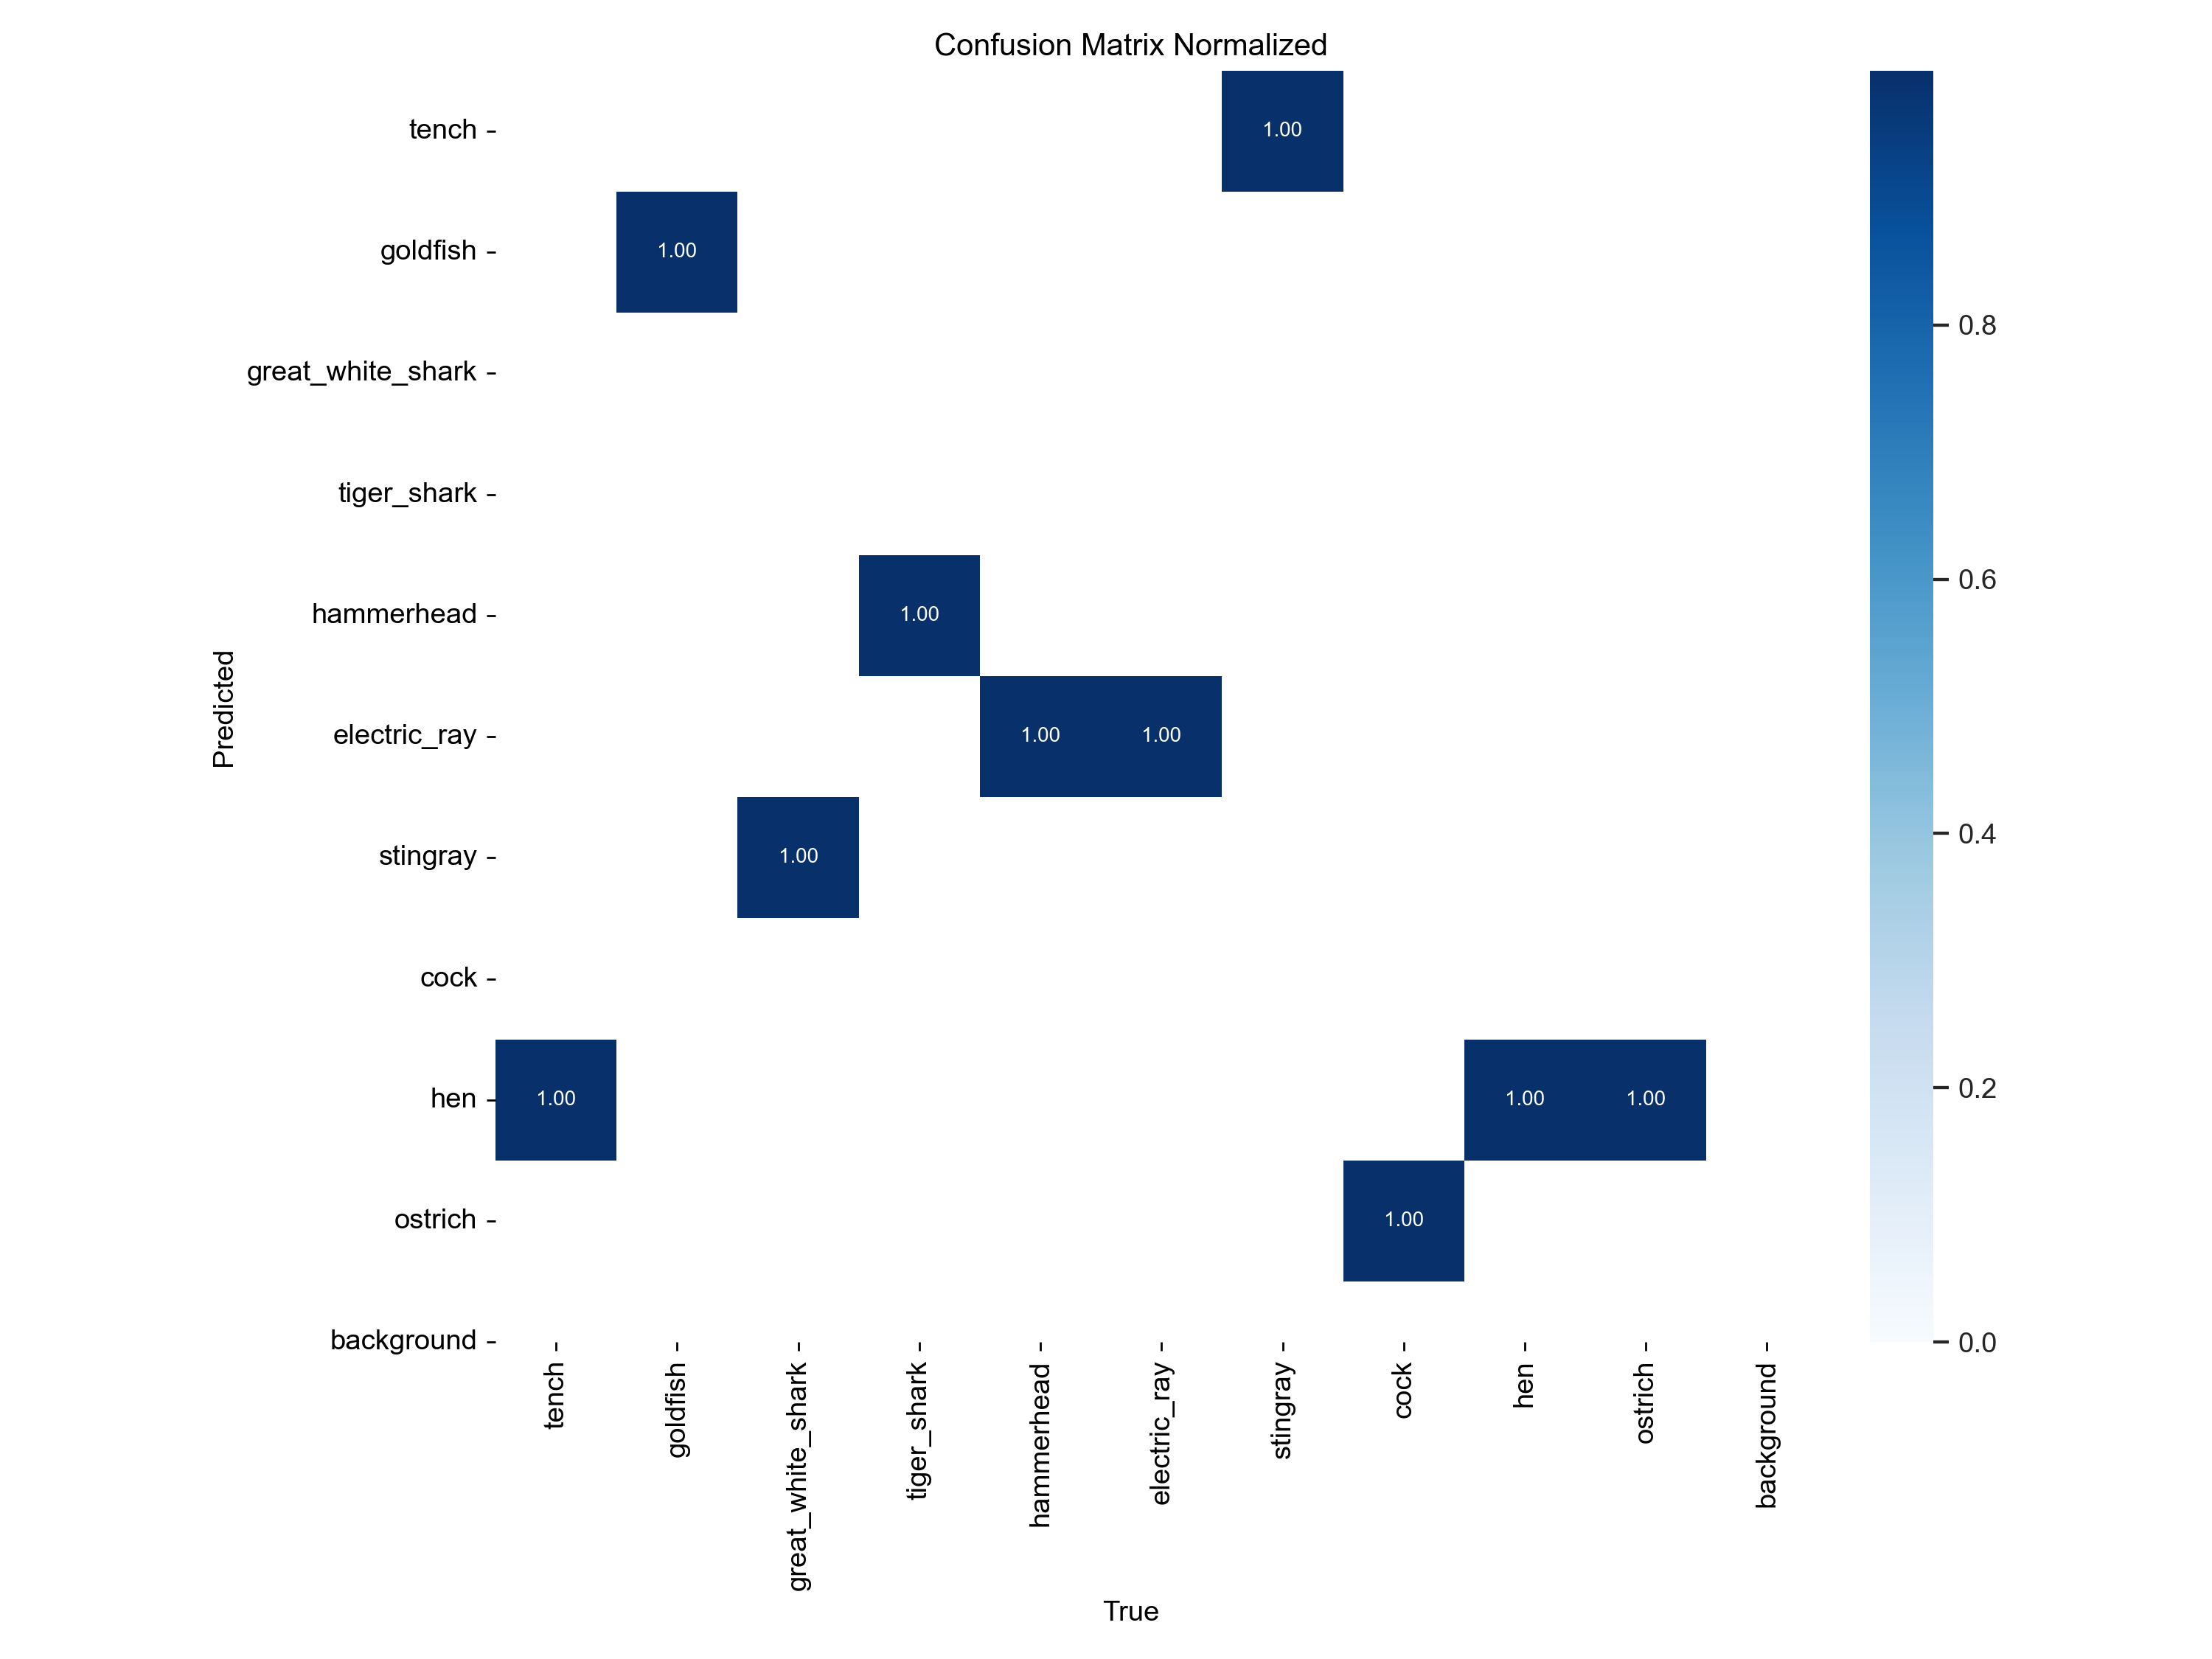 Confusion Matrix Normalized
tench
1.00
goldfish
1.00
great_white_shark
tiger_shark
hammerhead
1.00
electric_ray
1.00
1.00
stingray
1.00
cock
hen
1.00
1.00
1.00
ostrich
1.00
background
Predicted
tench
goldfish
great_white_shark
tiger_shark
hammerhead
electric_ray
stingray
cock
hen
ostrich
background
True
0.8
0.6
0.4
0.2
0.0